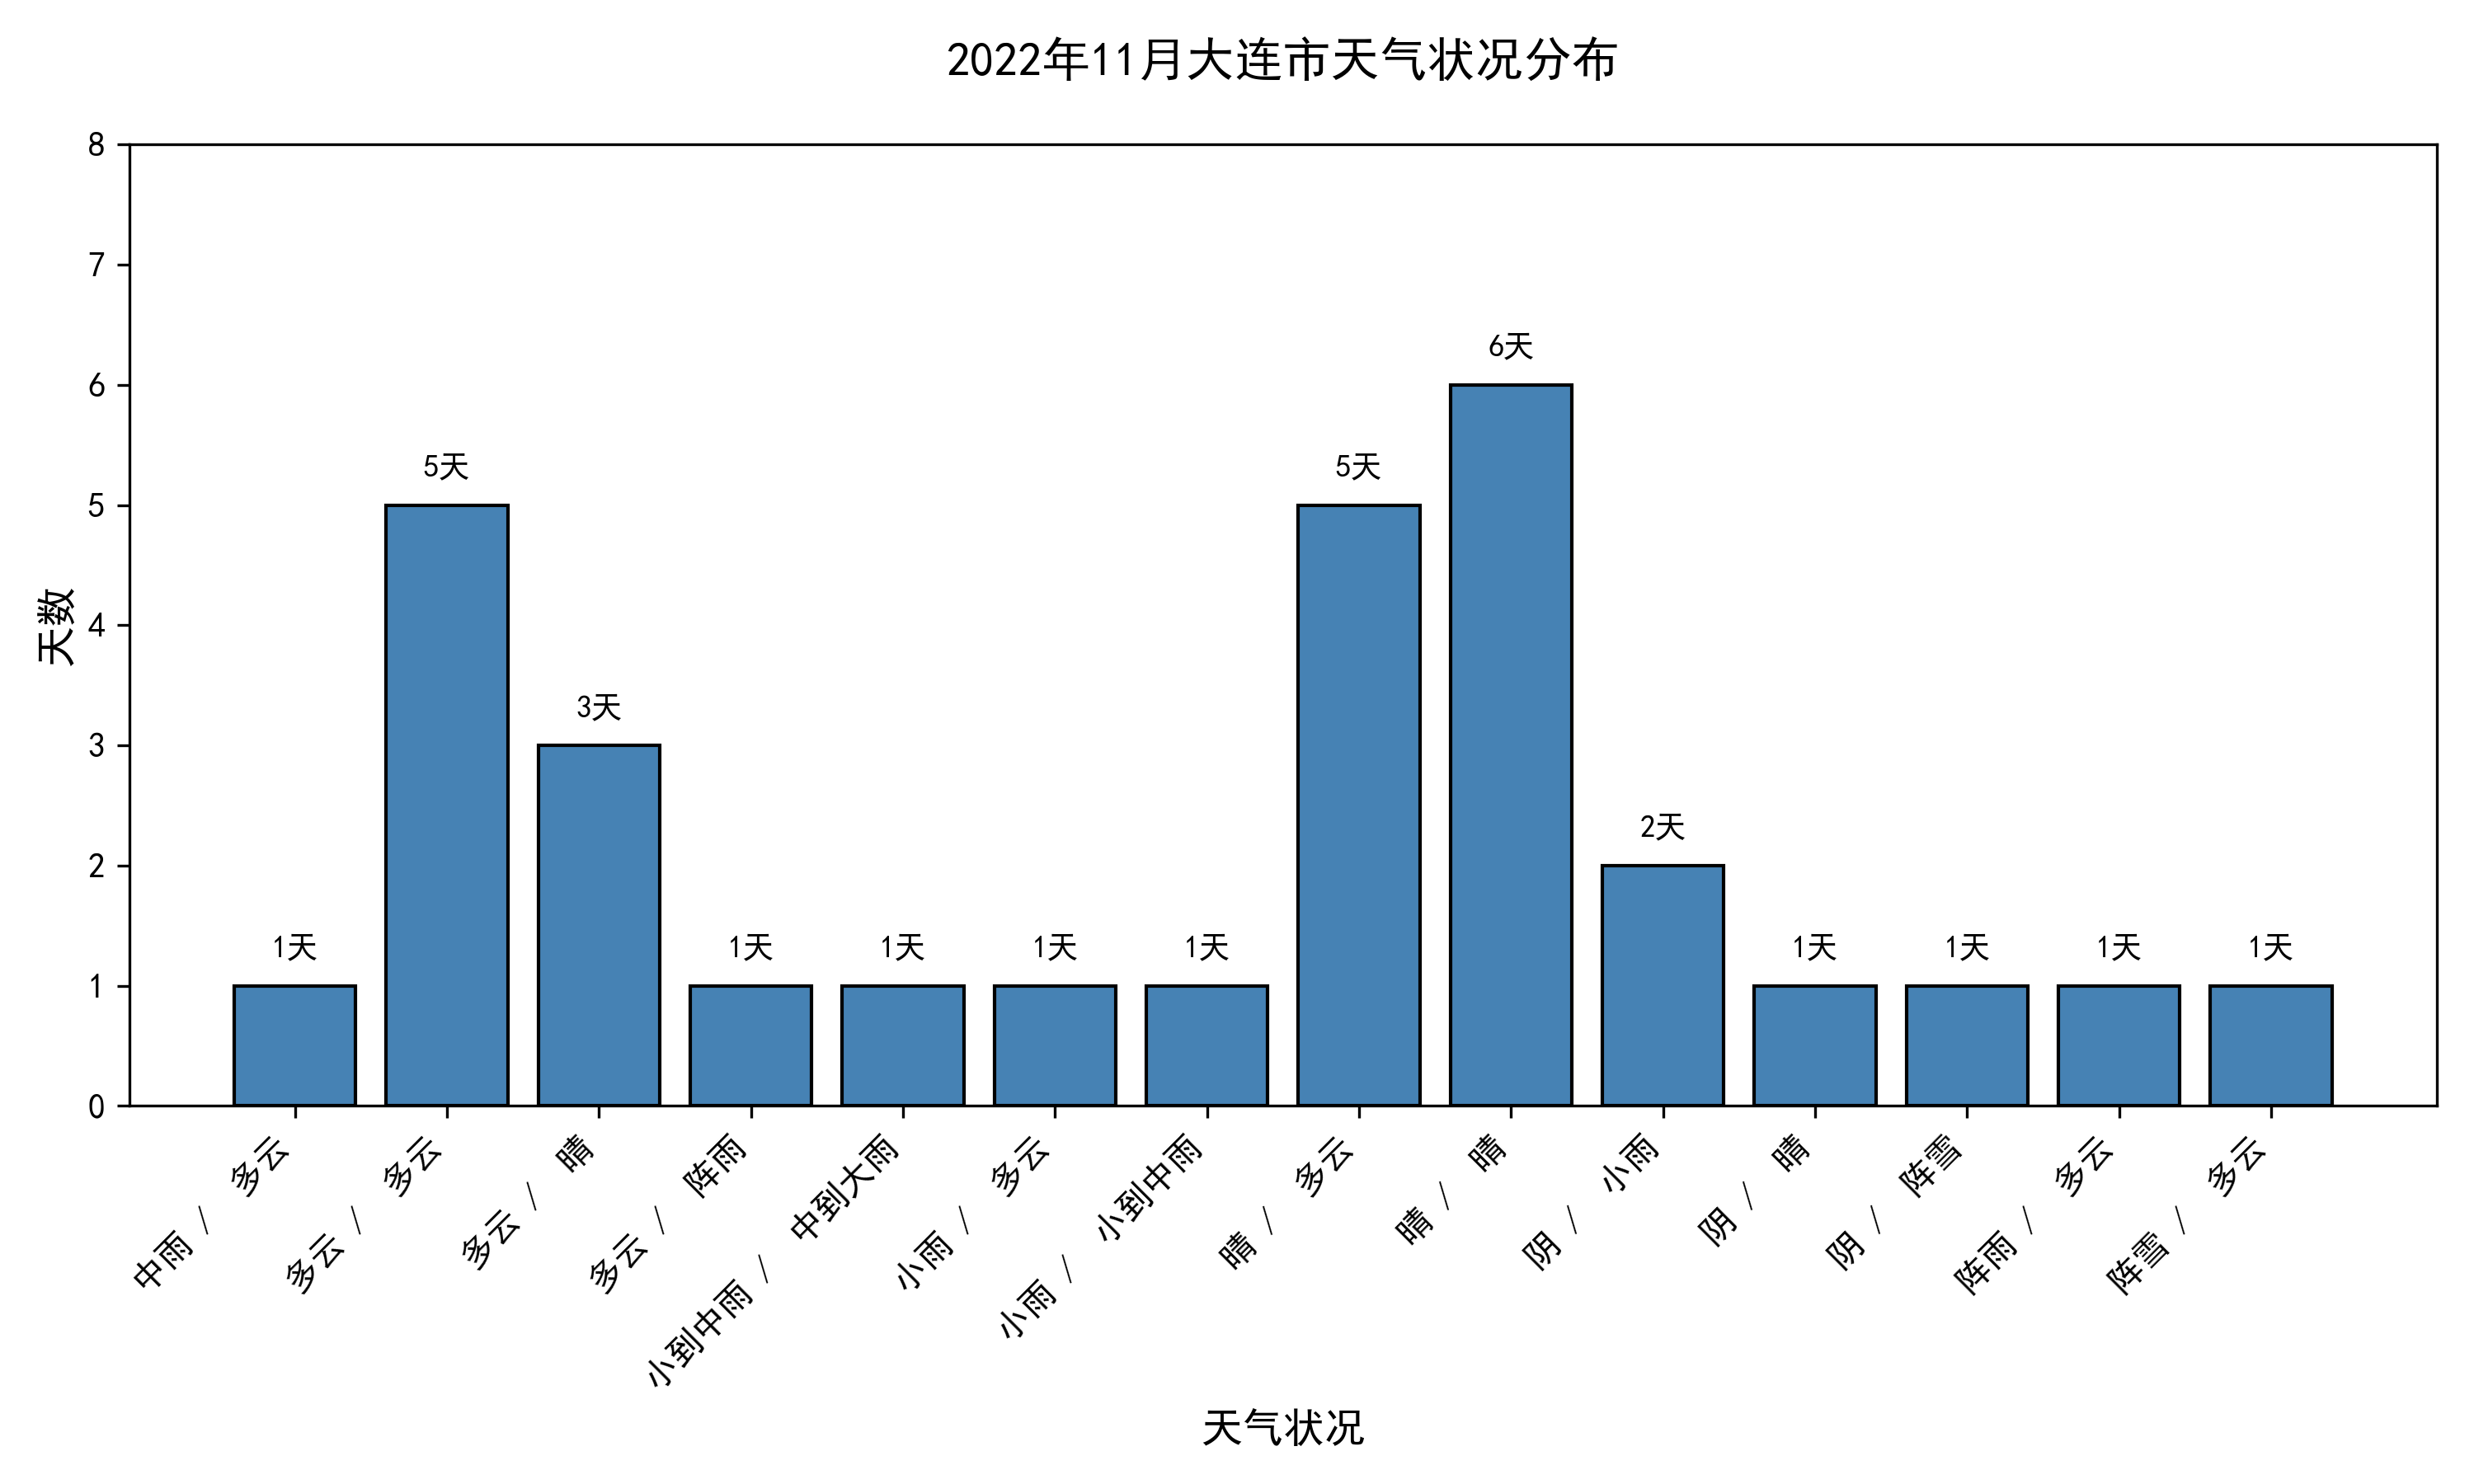 2022年11月大连市天气状况分布
天数
8
7
6
5
4
3
2
1
0
1天
5天
3天
1天
1天
1天
1天
5天
6天
2天
1天
1天
1天
1天
中雨 / 多云
多云 / 多云
多云 / 晴
多云 / 阵雨
小到中雨 / 中到大雨
小雨 / 多云
小雨 / 小到中雨
晴 / 多云
晴 / 晴
阴 / 小雨
阴 / 晴
阴 / 阵雪
阵雨 / 多云
阵雪 / 多云
天气状况